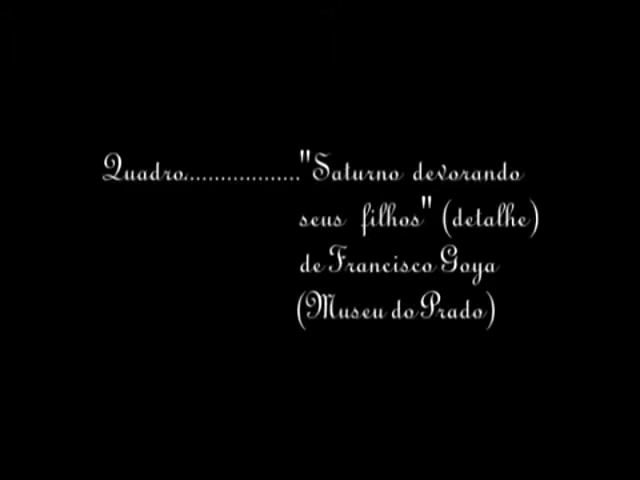 Quadro...................."Saturno devorando
seus filhos" (detalhe)
de Francisco Goya
(Museu do Prado)